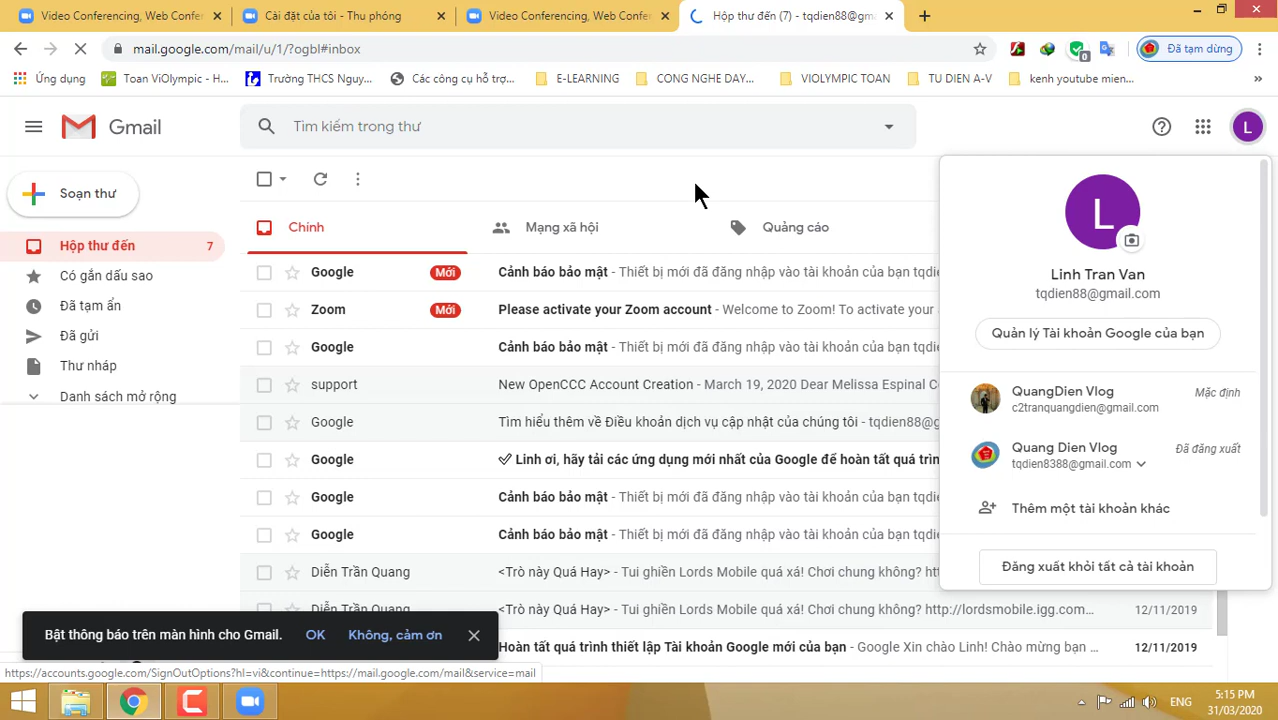 Video Conferencing, Web Confer
Cài đặt của tôi - Thu phóng
Video Conferencing, Web Confer
Hộp thư đến (7) - tqdien88@gma
mail.google.com/mail/u/1/?ogbl#inbox
0
Đã tạm dừng
Ứng dụng
Toan ViOlympic - H...
Trường THCS Nguy...
Các công cụ hỗ trợ...
E-LEARNING
CONG NGHE DAY...
VIOLYMPIC TOAN
TU DIEN A-V
kenh youtube mien...
»
Gmail
Tìm kiếm trong thư
L
Soạn thư
Hộp thư đến 7
Có gắn dấu sao
Đã tạm ẩn
Đã gửi
Thư nháp
Danh sách mở rộng
Chính
Mạng xã hội
Quảng cáo
Google Mới Cảnh báo bảo mật - Thiết bị mới đã đăng nhập vào tài khoản của bạn tqdi
Zoom Mới Please activate your Zoom account - Welcome to Zoom! To activate your
Google Cảnh báo bảo mật - Thiết bị mới đã đăng nhập vào tài khoản của bạn tqdi
support New OpenCCC Account Creation - March 19, 2020 Dear Melissa Espinal C
Google Tìm hiểu thêm về Điều khoản dịch vụ cập nhật của chúng tôi - tqdien88@g
Google Linh ơi, hãy tải các ứng dụng mới nhất của Google để hoàn tất quá trìn
Google Cảnh báo bảo mật - Thiết bị mới đã đăng nhập vào tài khoản của bạn tqdi
Google Cảnh báo bảo mật - Thiết bị mới đã đăng nhập vào tài khoản của bạn tqdi
Diễn Trần Quang <Trò này Quá Hay> - Tui ghiền Lords Mobile quá xá! Chơi chung không? ht
Diễn Trần Quang <Trò này Quá Hay> - Tui ghiền Lords Mobile quá xá! Chơi chung không? http://lordsmobile.igg.com... 12/11/2019
Hoàn tất quá trình thiết lập Tài khoản Google mới của bạn - Google Xin chào Linh! Chào mừng bạn ... 12/11/2019
L
Linh Tran Van
tqdien88@gmail.com
Quản lý Tài khoản Google của bạn
QuangDien Vlog Mặc định
c2tranquangdien@gmail.com
Quang Dien Vlog Đã đăng xuất
tqdien8388@gmail.com
Thêm một tài khoản khác
Đăng xuất khỏi tất cả tài khoản
Bật thông báo trên màn hình cho Gmail. OK Không, cảm ơn
https://accounts.google.com/SignOutOptions?hl=vi&continue=https://mail.google.com/mail&service=mail
ENG
5:15 PM
31/03/2020